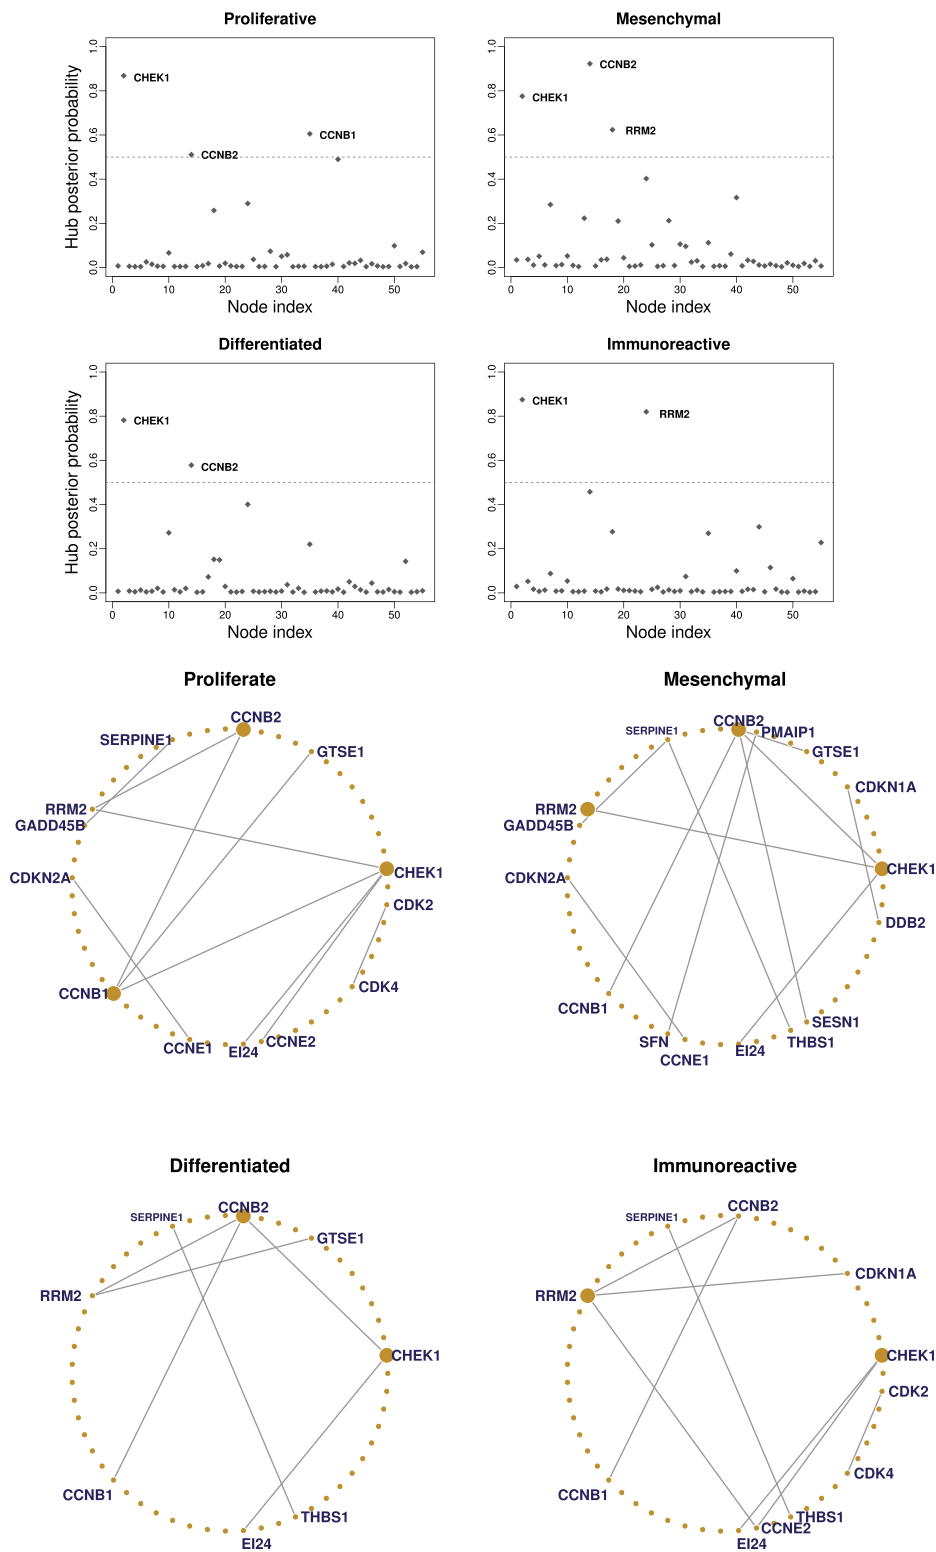 Proliferative
Mesenchymal
Hub posterior probability
1.0
0.8
0.6
0.4
0.2
0.0
CHEK1
CCNB2
CCNB1
0 10 20 30 40 50
Node index
1.0
0.8
0.6
0.4
0.2
0.0
CCNB2
CHEK1
RRM2
0 10 20 30 40 50
Node index
Differentiated
Immunoreactive
Hub posterior probability
1.0
0.8
0.6
0.4
0.2
0.0
CHEK1
CCNB2
0 10 20 30 40 50
Node index
1.0
0.8
0.6
0.4
0.2
0.0
CHEK1
RRM2
0 10 20 30 40 50
Node index
Proliferate
CCNB2
SERPINE1
GTSE1
RRM2
GADD45B
CDKN2A
CHEK1
CDK2
CCNB1
CDK4
CCNE1
EI24
CCNE2
Mesenchymal
CCNB2
SERPINE1
PMAIP1
GTSE1
CDKN1A
RRM2
GADD45B
CDKN2A
CHEK1
DDB2
CCNB1
SESN1
SFN
THBS1
CCNE1
EI24
Differentiated
CCNB2
SERPINE1
GTSE1
RRM2
CHEK1
CCNB1
THBS1
EI24
Immunoreactive
CCNB2
SERPINE1
CDKN1A
RRM2
CHEK1
CDK2
CDK4
CCNB1
THBS1
CCNE2
EI24